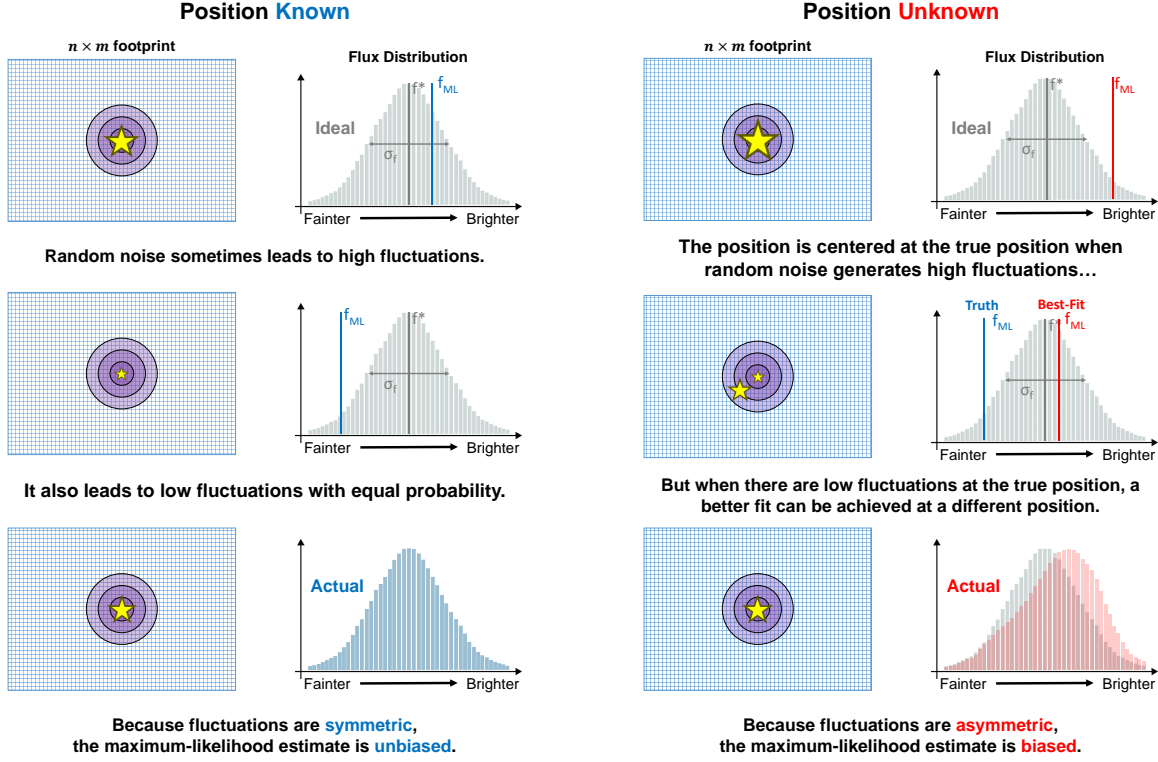 Position Known
n × m footprint
Flux Distribution
f*
f_ML
Ideal
σ_f
Fainter
Brighter
Random noise sometimes leads to high fluctuations.
f_ML
f*
σ_f
Fainter
Brighter
It also leads to low fluctuations with equal probability.
Actual
Fainter
Brighter
Because fluctuations are symmetric,
the maximum-likelihood estimate is unbiased.
Position Unknown
n × m footprint
Flux Distribution
f*
f_ML
Ideal
σ_f
Fainter
Brighter
The position is centered at the true position when
random noise generates high fluctuations…
Truth
Best-Fit
f_ML
f*
f_ML
σ_f
Fainter
Brighter
But when there are low fluctuations at the true position, a
better fit can be achieved at a different position.
Actual
Fainter
Brighter
Because fluctuations are asymmetric,
the maximum-likelihood estimate is biased.